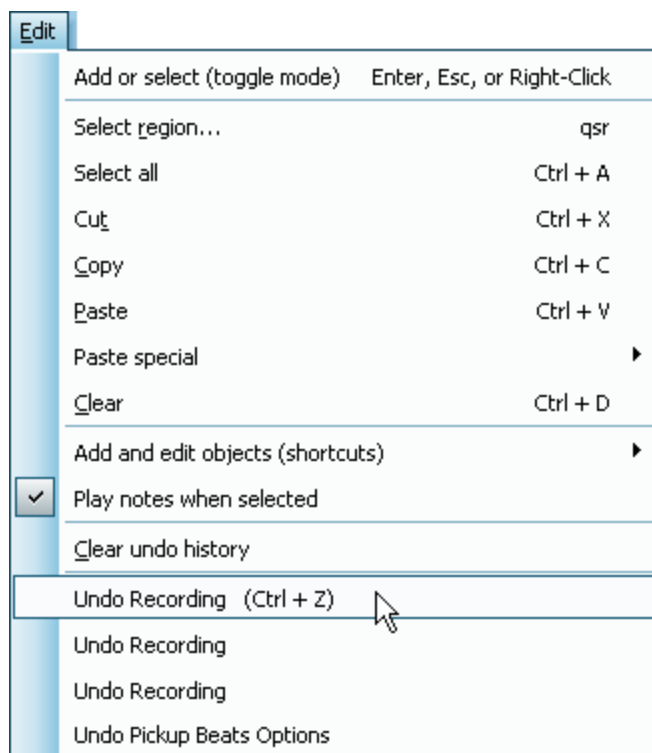 Edit
Add or select (toggle mode) Enter, Esc, or Right-Click
Select region... qsr
Select all Ctrl + A
Cut Ctrl + X
Copy Ctrl + C
Paste Ctrl + V
Paste special
Clear Ctrl + D
Add and edit objects (shortcuts)
Play notes when selected
Clear undo history
Undo Recording (Ctrl + Z)
Undo Recording
Undo Recording
Undo Pickup Beats Options